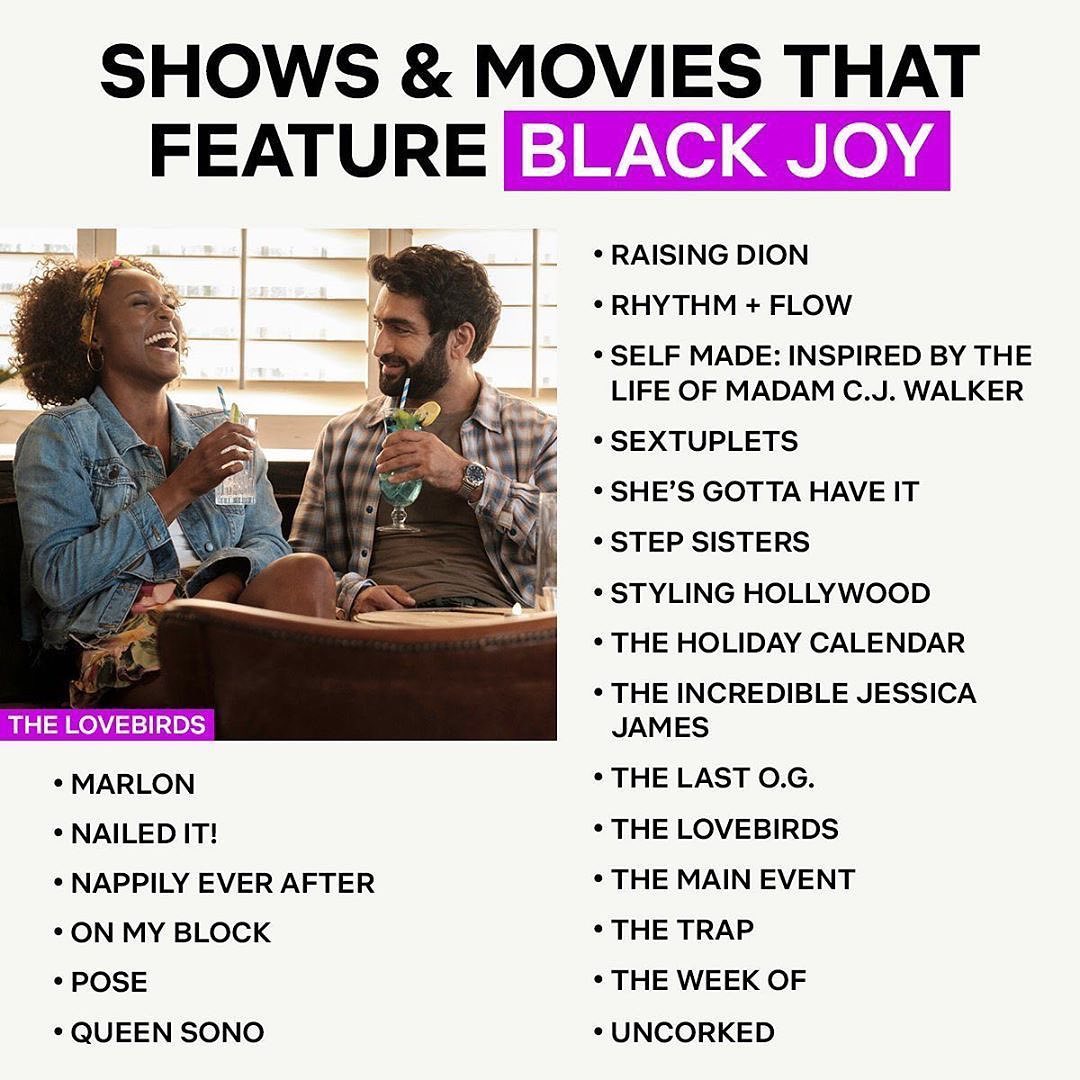 SHOWS & MOVIES THAT
FEATURE BLACK JOY
THE LOVEBIRDS
• MARLON
• NAILED IT!
• NAPPILY EVER AFTER
• ON MY BLOCK
• POSE
• QUEEN SONO
• RAISING DION
• RHYTHM + FLOW
• SELF MADE: INSPIRED BY THE
LIFE OF MADAM C.J. WALKER
• SEXTUPLETS
• SHE'S GOTTA HAVE IT
• STEP SISTERS
• STYLING HOLLYWOOD
• THE HOLIDAY CALENDAR
• THE INCREDIBLE JESSICA
JAMES
• THE LAST O.G.
• THE LOVEBIRDS
• THE MAIN EVENT
• THE TRAP
• THE WEEK OF
• UNCORKED